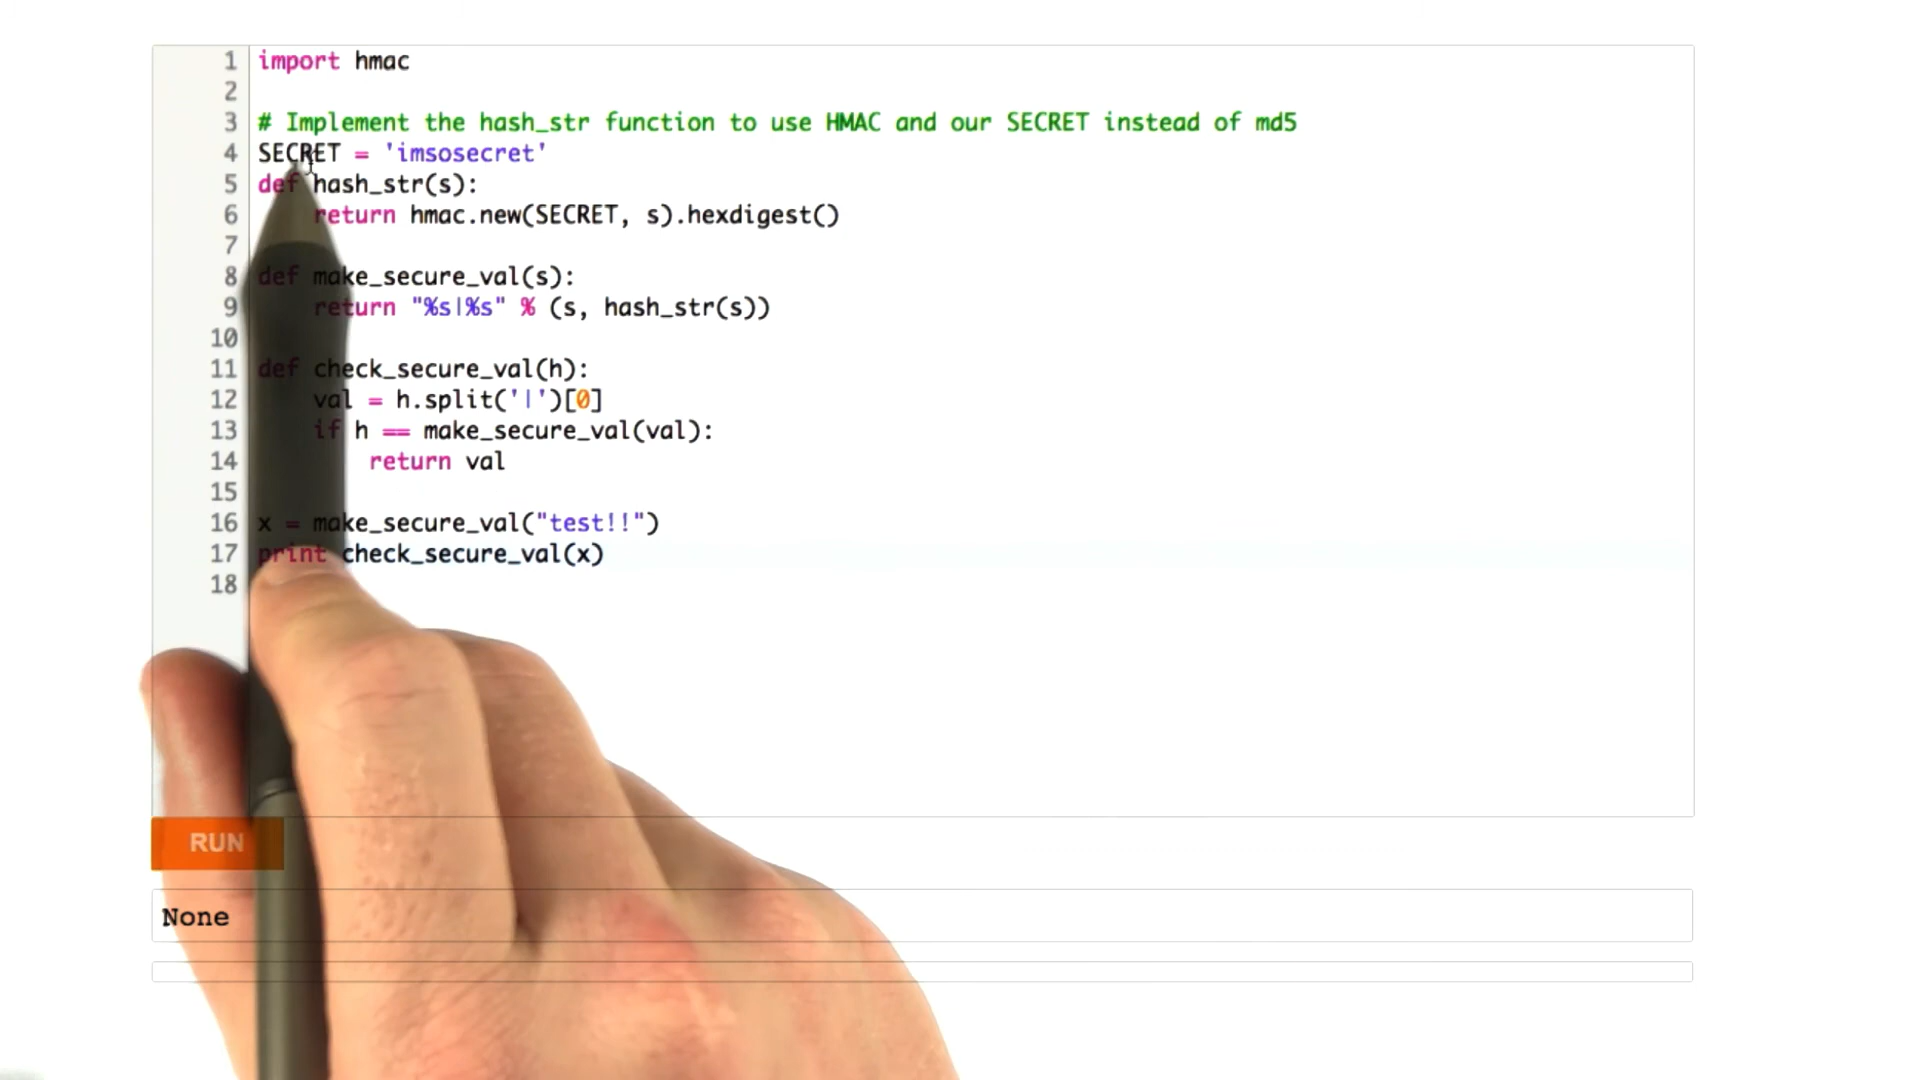 1 import hmac
2
3 # Implement the hash_str function to use HMAC and our SECRET instead of md5
4 SECRET = 'imsosecret'
5 def hash_str(s):
6     return hmac.new(SECRET, s).hexdigest()
7
8 def make_secure_val(s):
9     return "%s|%s" % (s, hash_str(s))
10
11 def check_secure_val(h):
12     val = h.split('|')[0]
13     if h == make_secure_val(val):
14         return val
15
16 x = make_secure_val("test!!")
17 print check_secure_val(x)
18
RUN
None